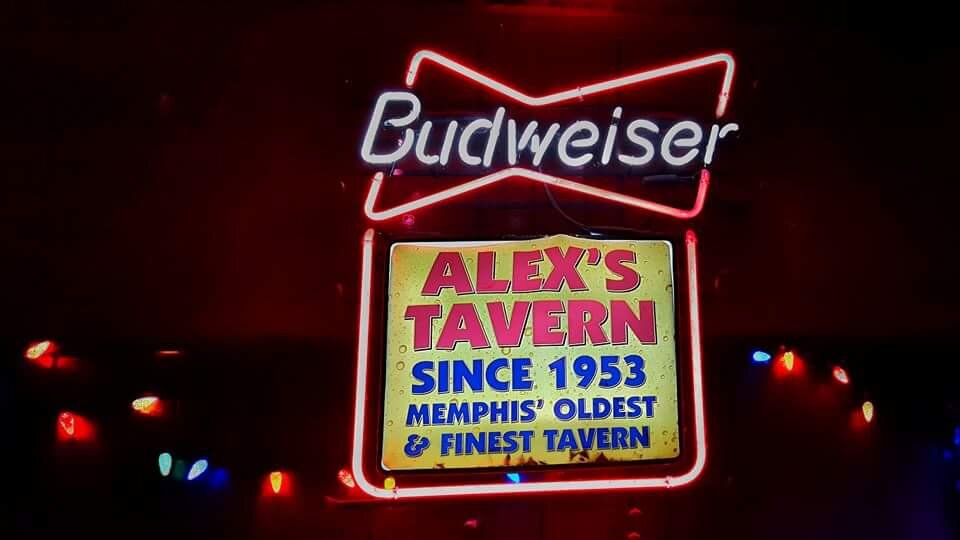 Budweiser
ALEX'S
TAVERN
SINCE 1953
MEMPHIS' OLDEST
& FINEST TAVERN